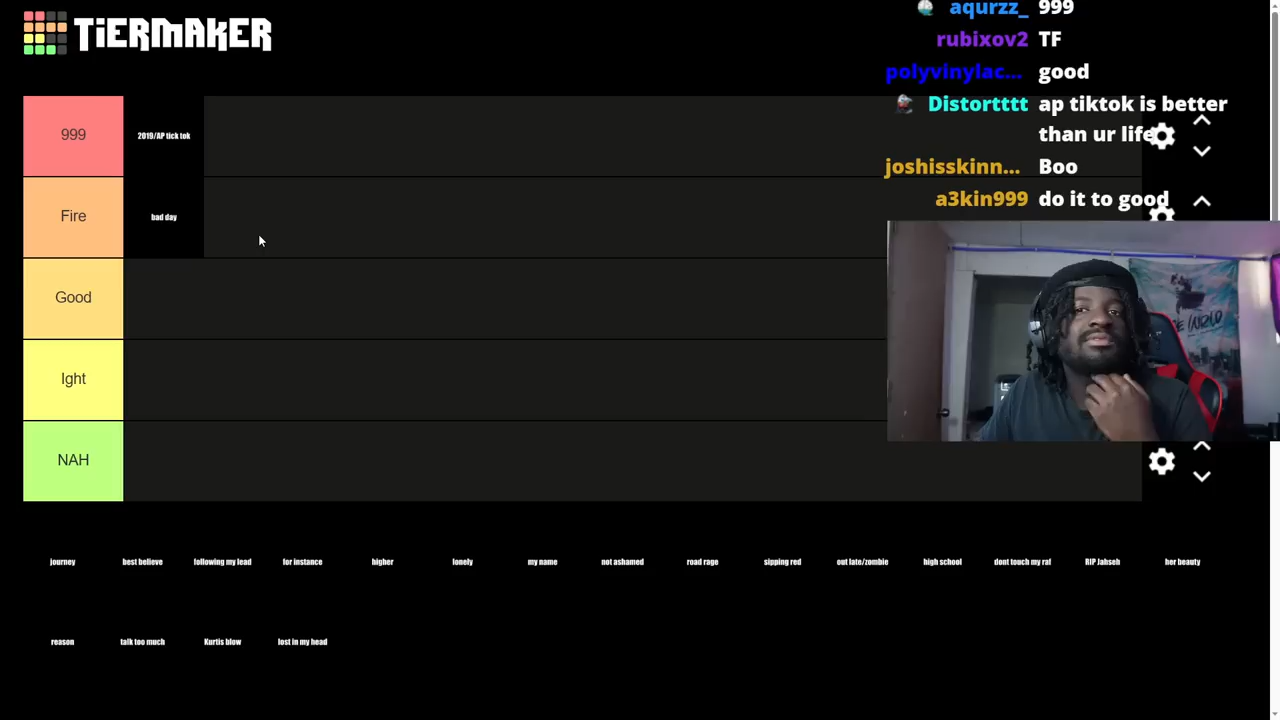 TiERMAKER
aqurzz_ 999
rubixov2 TF
polyvinylac... good
Distortttt ap tiktok is better
than ur life
joshisskinn... Boo
a3kin999 do it to good
999
2019/AP tick tok
Fire
bad day
Good
Ight
NAH
journey
best believe
following my lead
for instance
higher
lonely
my name
not ashamed
road rage
sipping red
out late/zombie
high school
dont touch my raf
RIP Jahseh
her beauty
reason
talk too much
Kurtis blow
lost in my head